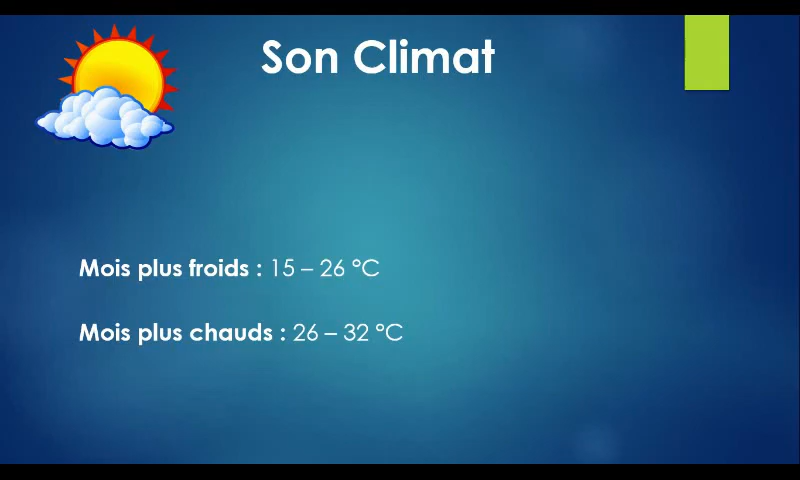 Son Climat
Mois plus froids : 15 – 26 °C
Mois plus chauds : 26 – 32 °C